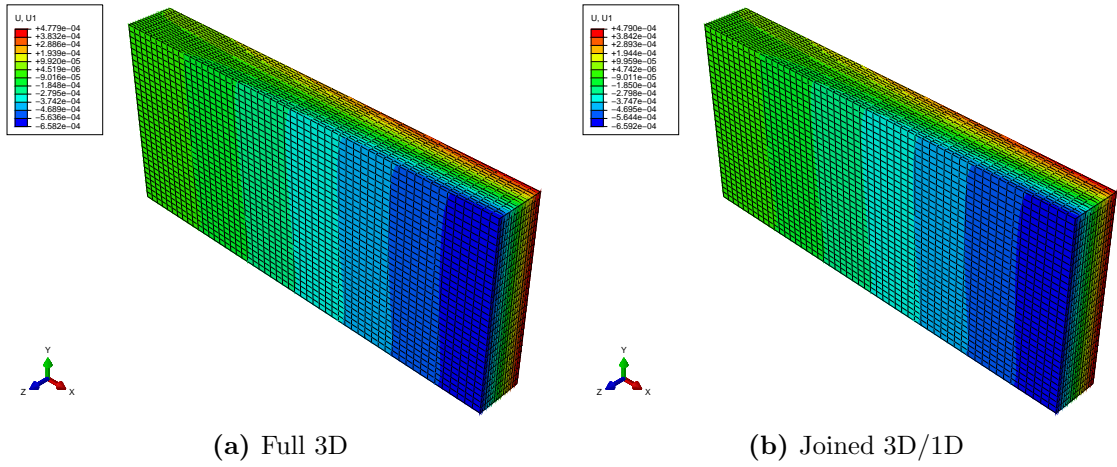 U, U1
+4.779e−04
+3.832e−04
+2.886e−04
+1.939e−04
+9.920e−05
+4.519e−06
−9.016e−05
−1.848e−04
−2.795e−04
−3.742e−04
−4.689e−04
−5.636e−04
−6.582e−04
Y
Z
X
(a) Full 3D
U, U1
+4.790e−04
+3.842e−04
+2.893e−04
+1.944e−04
+9.959e−05
+4.742e−06
−9.011e−05
−1.850e−04
−2.798e−04
−3.747e−04
−4.695e−04
−5.644e−04
−6.592e−04
Y
Z
X
(b) Joined 3D/1D